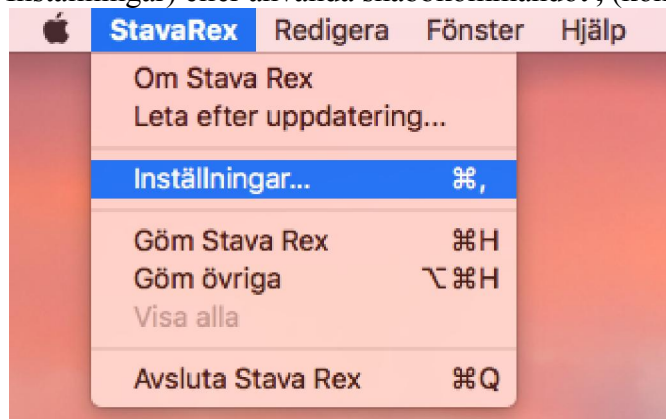 StavaRex Redigera Fönster Hjälp
Om Stava Rex
Leta efter uppdatering...
Inställningar... ⌘,
Göm Stava Rex ⌘H
Göm övriga ⌥⌘H
Visa alla
Avsluta Stava Rex ⌘Q